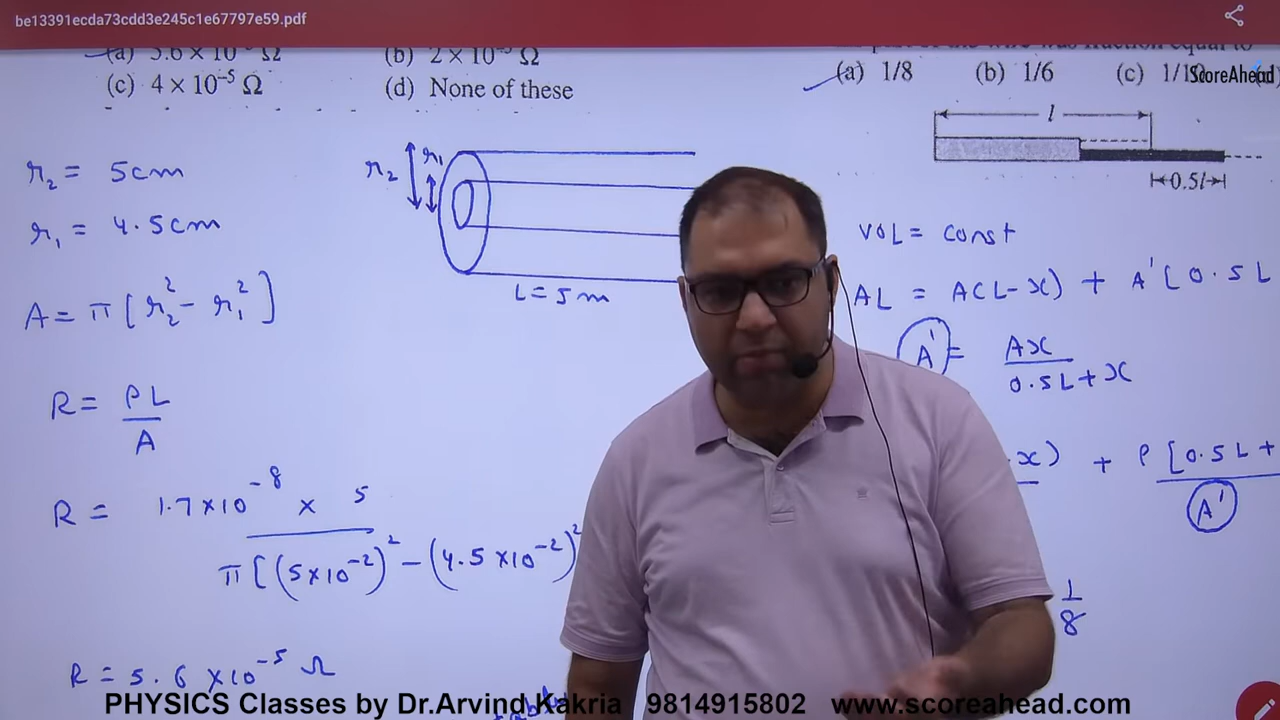 be13391ecda73cdd3e245c1e67797e59.pdf
(a) 5.6 × 10 Ω
(b) 2 × 10⁻⁵ Ω
(c) 4 × 10⁻⁵ Ω
(d) None of these
(a) 1/8 (b) 1/6 (c)
ScoreAhead
l
0.5l
r₂ = 5cm
r₁ = 4.5cm
A = π [r₂² - r₁²]
R = ρL/A
R = 1.7×10⁻⁸ × 5 / π[(5×10⁻²)² - (4.5×10⁻²)²
R = 5.6 ×10⁻⁵ Ω
r₂ r₁
L = 5m
VOL = const
AL = A(L-x) + A' [0.5L
A' = Ax / 0.5L+x
x) + ρ[0.5L+ / A'
1/8
PHYSICS Classes by Dr.Arvind Kakria 9814915802 www.scoreahead.com